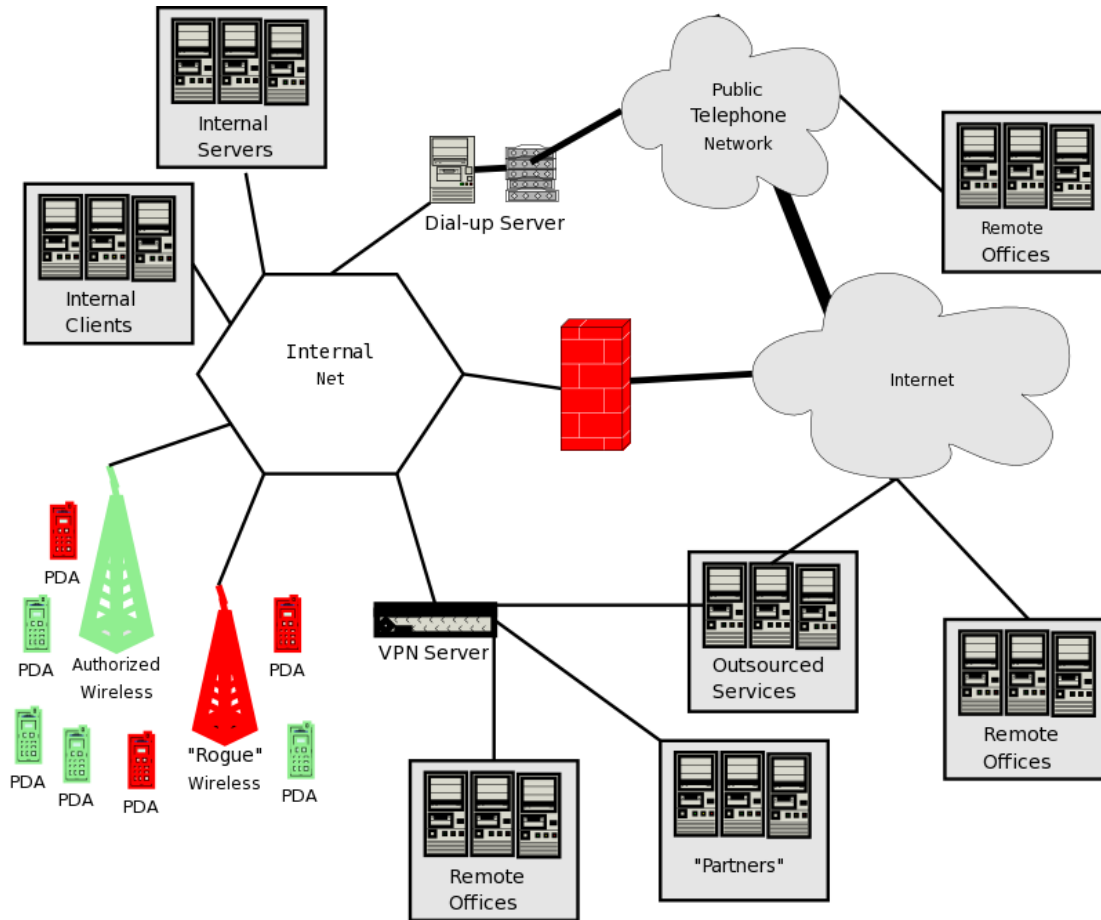 Internal
Servers
Public
Telephone
Network
Internal
Clients
Dial-up Server
Remote
Offices
Internal
Net
Internet
PDA
PDA
Authorized
Wireless
PDA
VPN Server
Outsourced
Services
PDA
PDA
PDA
"Rogue"
Wireless
PDA
Remote
Offices
Remote
Offices
"Partners"